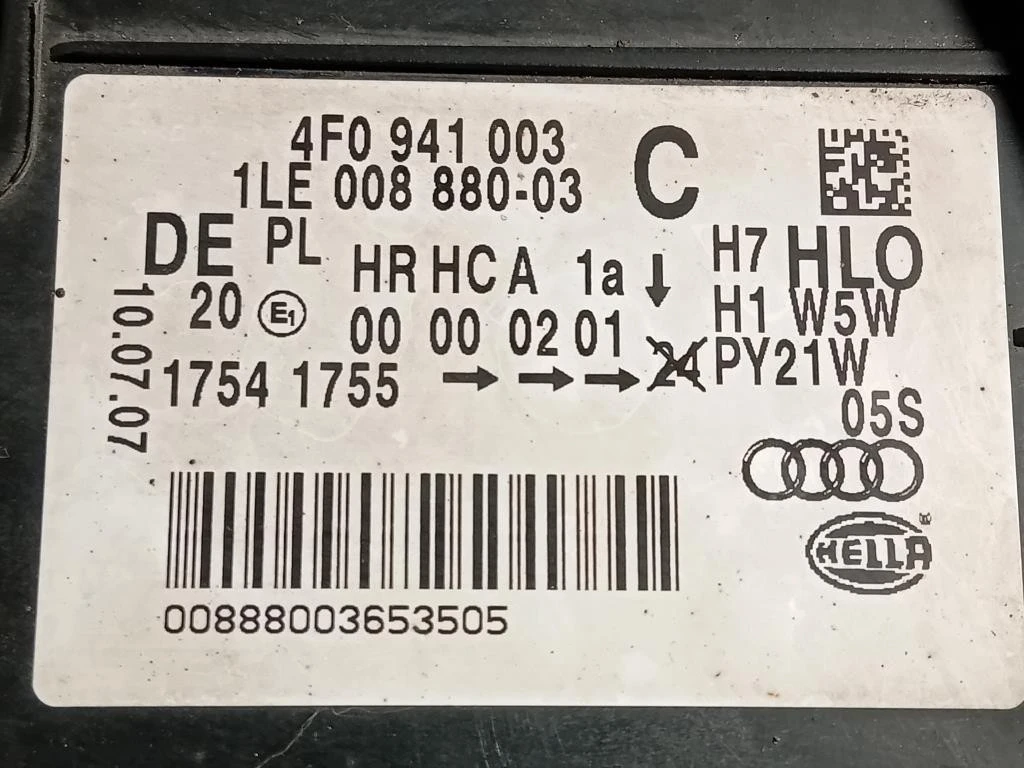 4F0 941 003 C
1LE 008 880-03
DE PL HR HC A 1a ↓ H7 HLO
20 E1 00 00 02 01 H1 W5W
1754 1755 → → → 24 PY21W
05S
10.07.07
HELLA ®
00888003653505